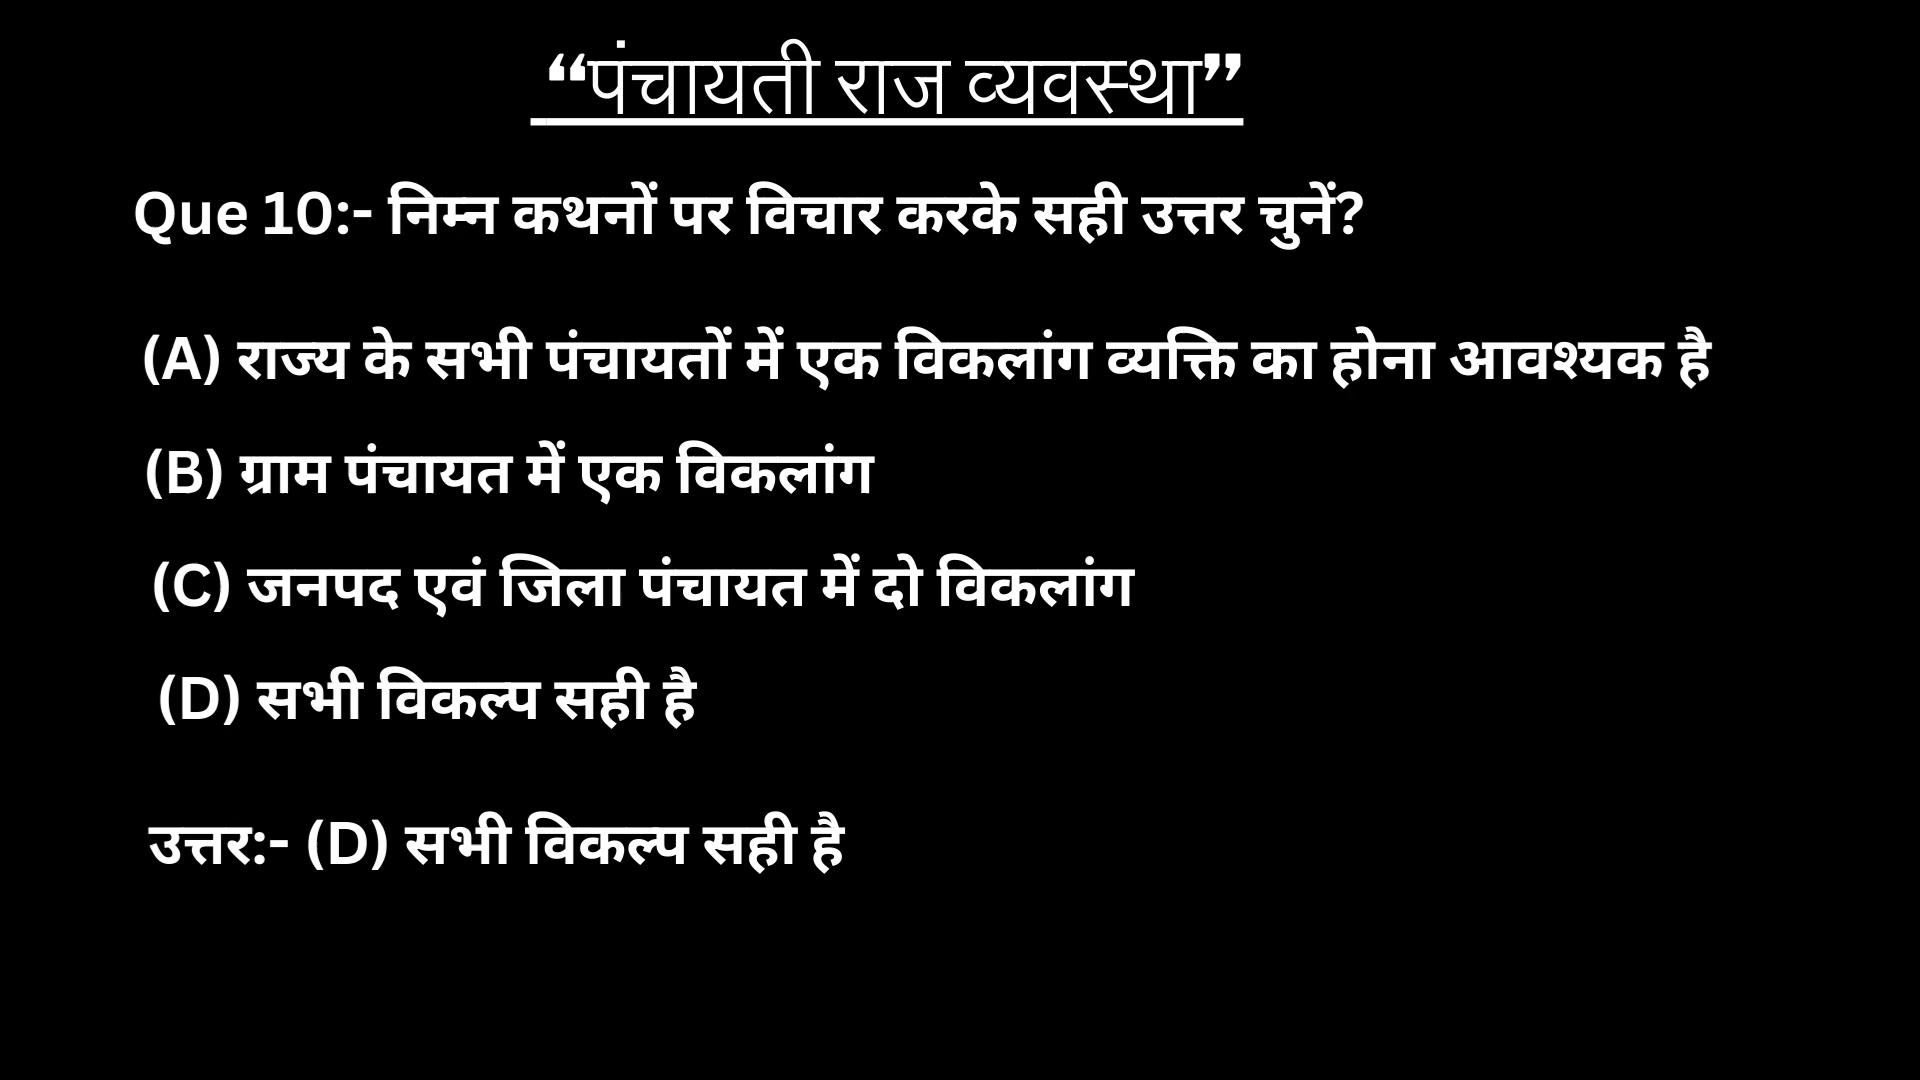 “पंचायती राज व्यवस्था”
Que 10:- निम्न कथनों पर विचार करके सही उत्तर चुनें?
(A) राज्य के सभी पंचायतों में एक विकलांग व्यक्ति का होना आवश्यक है
(B) ग्राम पंचायत में एक विकलांग
(C) जनपद एवं जिला पंचायत में दो विकलांग
(D) सभी विकल्प सही है
उत्तर:- (D) सभी विकल्प सही है